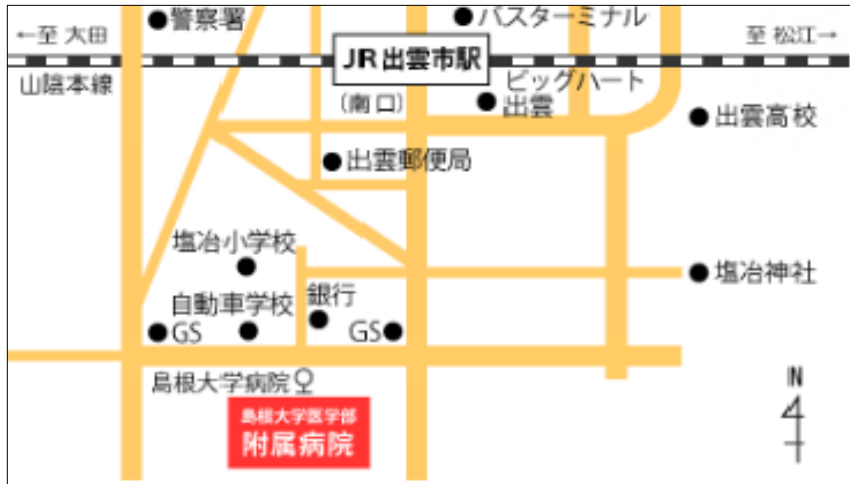 警察署
バスターミナル
←至 大田
至 松江→
JR出雲市駅
山陰本線
(南口)
ビッグハート
出雲
出雲高校
出雲郵便局
塩冶小学校
塩冶神社
自動車学校
銀行
GS
GS
島根大学病院
N
島根大学医学部
附属病院